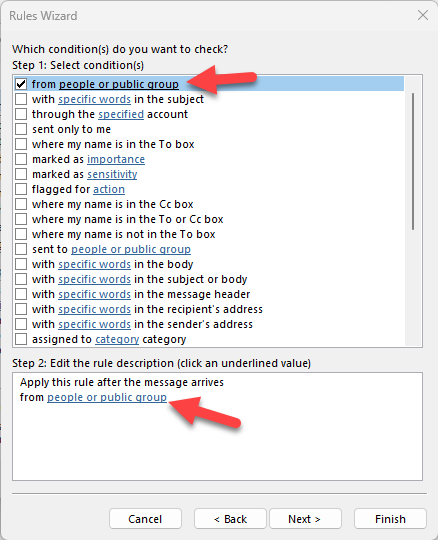 Rules Wizard
Which condition(s) do you want to check?
Step 1: Select condition(s)
from people or public group
with specific words in the subject
through the specified account
sent only to me
where my name is in the To box
marked as importance
marked as sensitivity
flagged for action
where my name is in the Cc box
where my name is in the To or Cc box
where my name is not in the To box
sent to people or public group
with specific words in the body
with specific words in the subject or body
with specific words in the message header
with specific words in the recipient's address
with specific words in the sender's address
assigned to category category
Step 2: Edit the rule description (click an underlined value)
Apply this rule after the message arrives
from people or public group
Cancel < Back Next > Finish